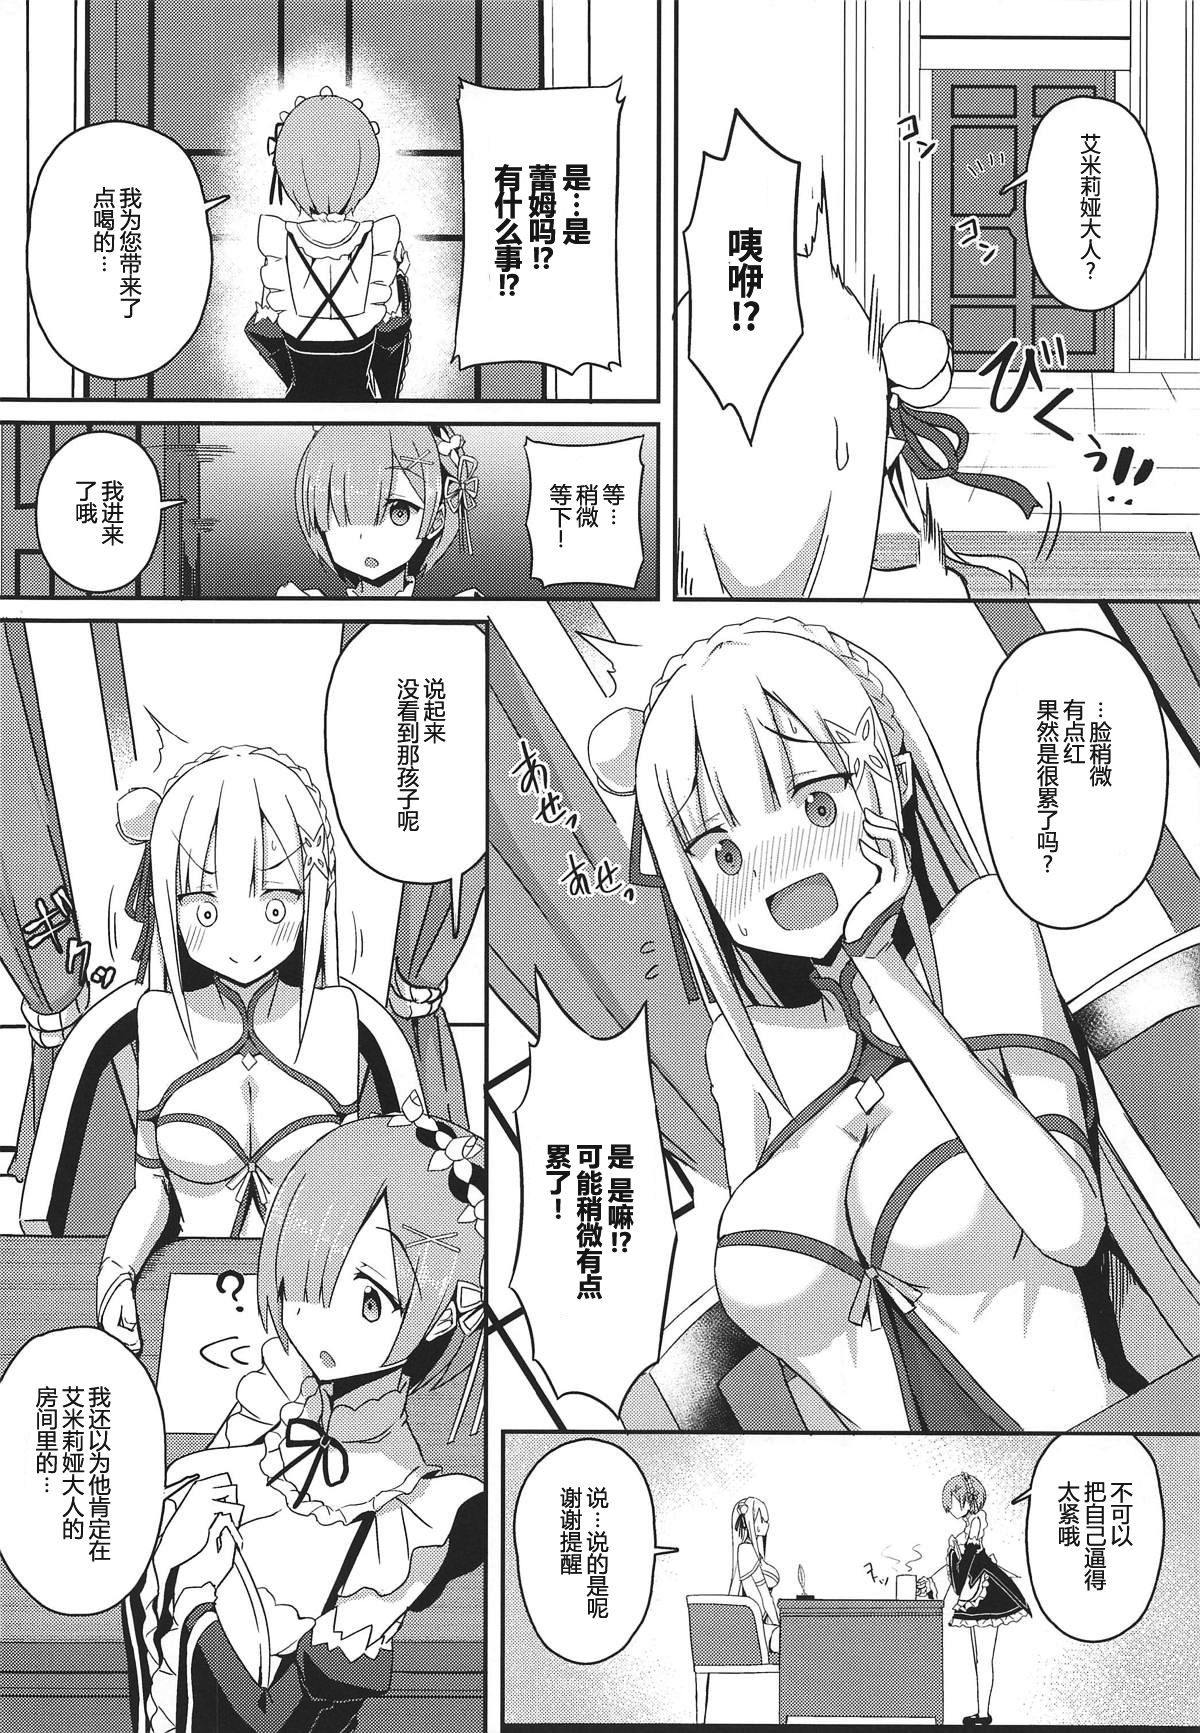 艾米莉娅大人?
コン
コン
咦咿!?
びくぅっ!!
是…是
蕾姆吗!?
有什么事!?
我为您带来了
点喝的…
等…
稍微
等下!
我进来
了哦
…脸稍微
有点红
果然是很累了吗?
あせっ
あせっ
是 是嘛!?
可能稍微有点
累了!
不可以
把自己逼得
太紧哦
说…说的是呢
谢谢提醒
说起来
没看到那孩子呢
ギクッ
?
我还以为他肯定在
艾米莉娅大人的
房间里的…